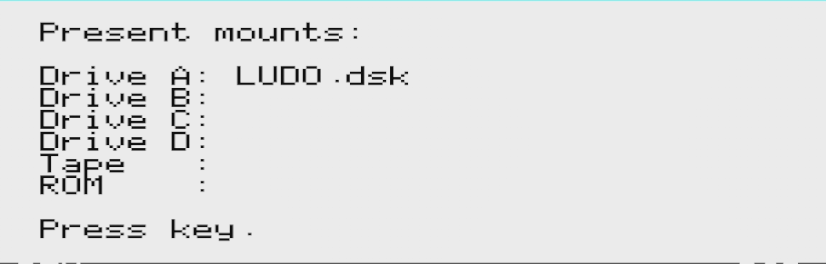 Present mounts:
Drive A: LUDO.dsk
Drive B:
Drive C:
Drive D:
Tape    :
ROM     :
Press key.